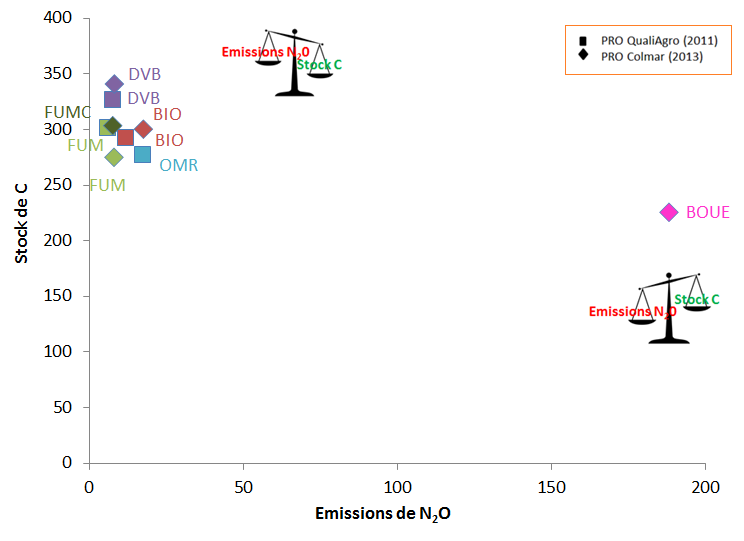 400
350
300
250
200
150
100
50
0
Stock de C
0
50
100
150
200
Emissions de N₂O
PRO QualiAgro (2011)
PRO Colmar (2013)
Emissions N₂0
Stock C
DVB
DVB
FUMC
BIO
FUM
BIO
OMR
FUM
BOUE
Stock C
Emissions N₂0